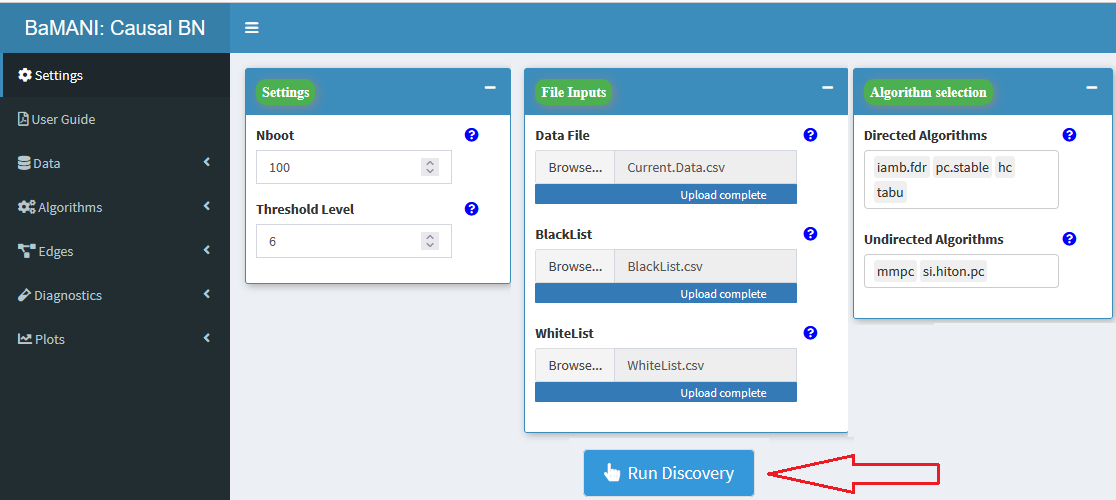 BaMANI: Causal BN
Settings
User Guide
Data
Algorithms
Edges
Diagnostics
Plots
Settings
Nboot
100
Threshold Level
6
File Inputs
Data File
Browse... Current.Data.csv
Upload complete
BlackList
Browse... BlackList.csv
Upload complete
WhiteList
Browse... WhiteList.csv
Upload complete
Algorithm selection
Directed Algorithms
iamb.fdr pc.stable hc
tabu
Undirected Algorithms
mmpc si.hiton.pc
Run Discovery